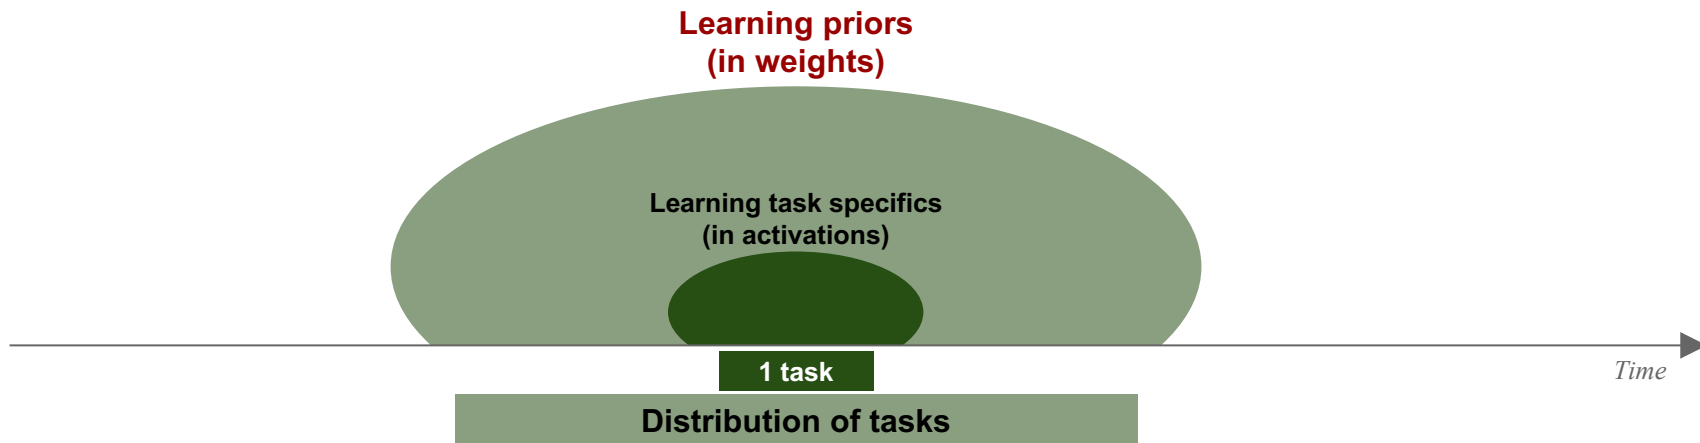 Learning priors
(in weights)
Learning task specifics
(in activations)
1 task
Time
Distribution of tasks